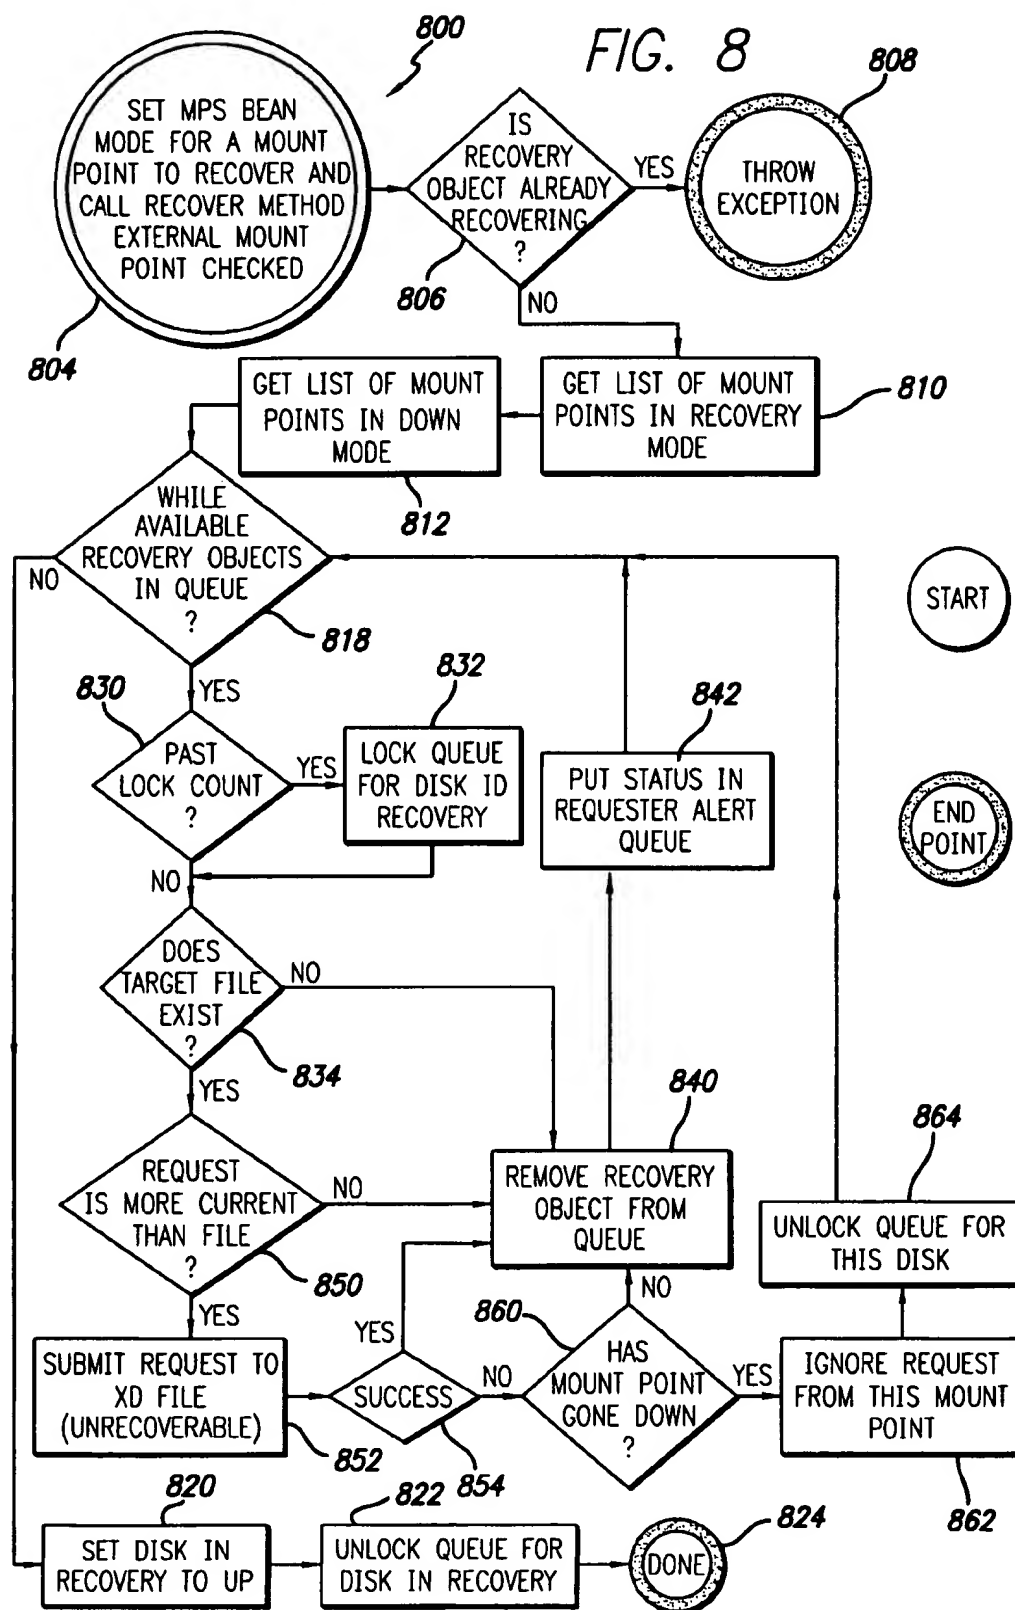 800
FIG. 8
808
SET MPS BEAN
MODE FOR A MOUNT
POINT TO RECOVER AND
CALL RECOVER METHOD
EXTERNAL MOUNT
POINT CHECKED
804
IS
RECOVERY
OBJECT ALREADY
RECOVERING
?
806
YES
THROW
EXCEPTION
NO
GET LIST OF MOUNT
POINTS IN DOWN
MODE
812
GET LIST OF MOUNT
POINTS IN RECOVERY
MODE
810
WHILE
AVAILABLE
RECOVERY OBJECTS
IN QUEUE
?
818
NO
START
YES
830
PAST
LOCK COUNT
?
YES
832
LOCK QUEUE
FOR DISK ID
RECOVERY
842
PUT STATUS IN
REQUESTER ALERT
QUEUE
END
POINT
NO
DOES
TARGET FILE
EXIST
?
834
NO
YES
840
REMOVE RECOVERY
OBJECT FROM
QUEUE
864
UNLOCK QUEUE FOR
THIS DISK
REQUEST
IS MORE CURRENT
THAN FILE
?
850
NO
YES
SUBMIT REQUEST TO
XD FILE
(UNRECOVERABLE)
852
YES
SUCCESS
854
NO
860
NO
HAS
MOUNT POINT
GONE DOWN
?
YES
IGNORE REQUEST
FROM THIS MOUNT
POINT
862
820
SET DISK IN
RECOVERY TO UP
822
UNLOCK QUEUE FOR
DISK IN RECOVERY
824
DONE